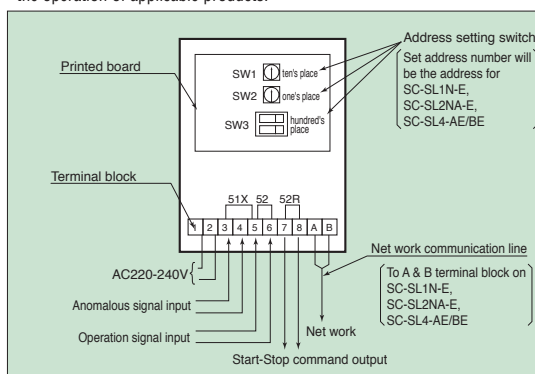 the operation of applicable products.
Address setting switch
Set address number will
be the address for
SC-SL1N-E,
SC-SL2NA-E,
SC-SL4-AE/BE
Printed board
SW1 ten's place
SW2 one's place
SW3 hundred's
place
Terminal block
51X 52 52R
1 2 3 4 5 6 7 8 A B
AC220-240V
Net work communication line
To A & B terminal block on
SC-SL1N-E,
SC-SL2NA-E,
SC-SL4-AE/BE
Anomalous signal input
Operation signal input
Net work
Start-Stop command output